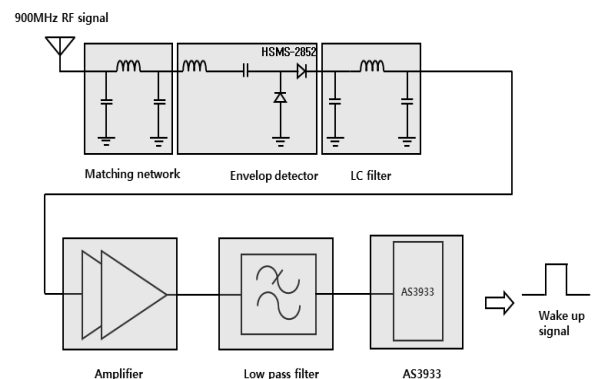 900MHz RF signal
HSMS-2852
Matching network
Envelop detector
LC filter
AS3933
Wake up
signal
Amplifier
Low pass filter
AS3933